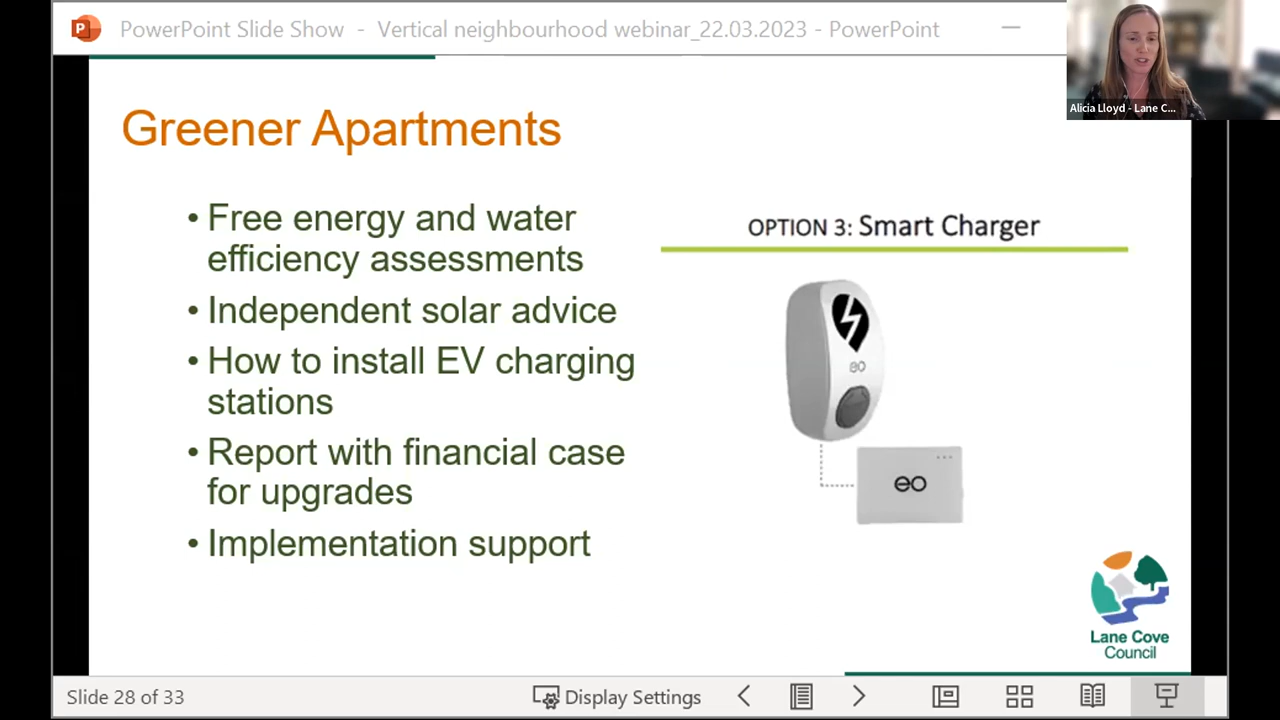 PowerPoint Slide Show - Vertical neighbourhood webinar_22.03.2023 - PowerPoint
Alicia Lloyd - Lane C...
Greener Apartments
• Free energy and water
efficiency assessments
• Independent solar advice
• How to install EV charging
stations
• Report with financial case
for upgrades
• Implementation support
OPTION 3: Smart Charger
eo
eo
Lane Cove
Council
Slide 28 of 33
Display Settings